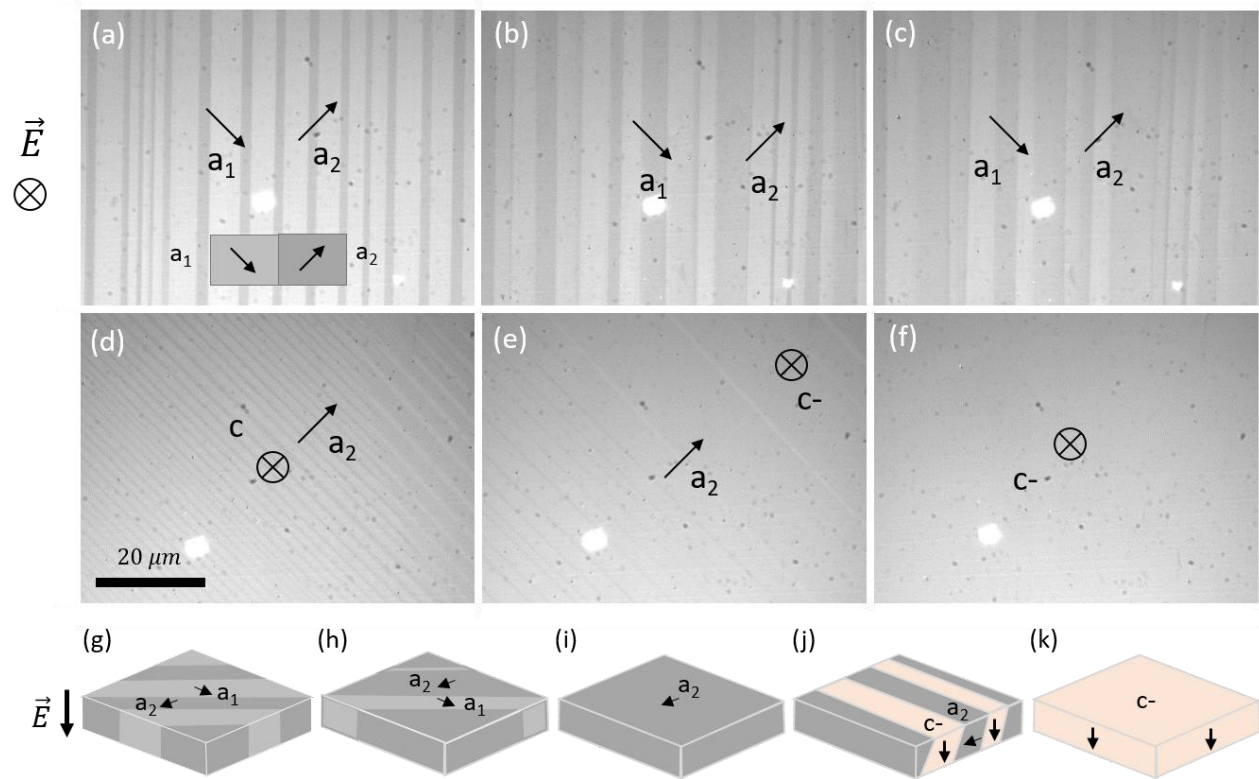 (a)
(b)
(c)
E⃗
a₁
a₂
a₁
a₂
a₁
a₂
a₁
a₂
(d)
(e)
(f)
c
a₂
20 μm
c-
a₂
c-
(g)
(h)
(i)
(j)
(k)
E⃗
a₂
a₁
a₂
a₁
a₂
c-
a₂
c-